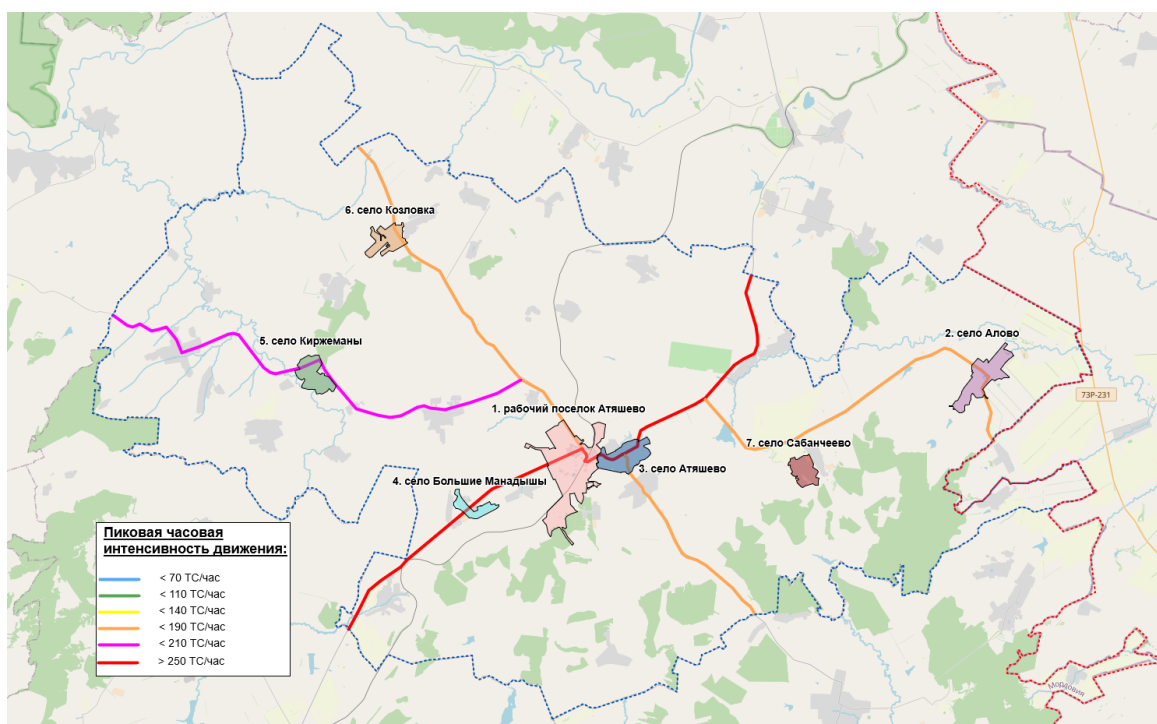 6. село Козловка
5. село Киржеманы
2. село Алово
73Р-231
1. рабочий поселок Атяшево
7. село Сабанчеево
3. село Атяшево
4. село Большие Манадышы
Пиковая часовая
интенсивность движения:
< 70 ТС/час
< 110 ТС/час
< 140 ТС/час
< 190 ТС/час
< 210 ТС/час
> 250 ТС/час
Мордовия